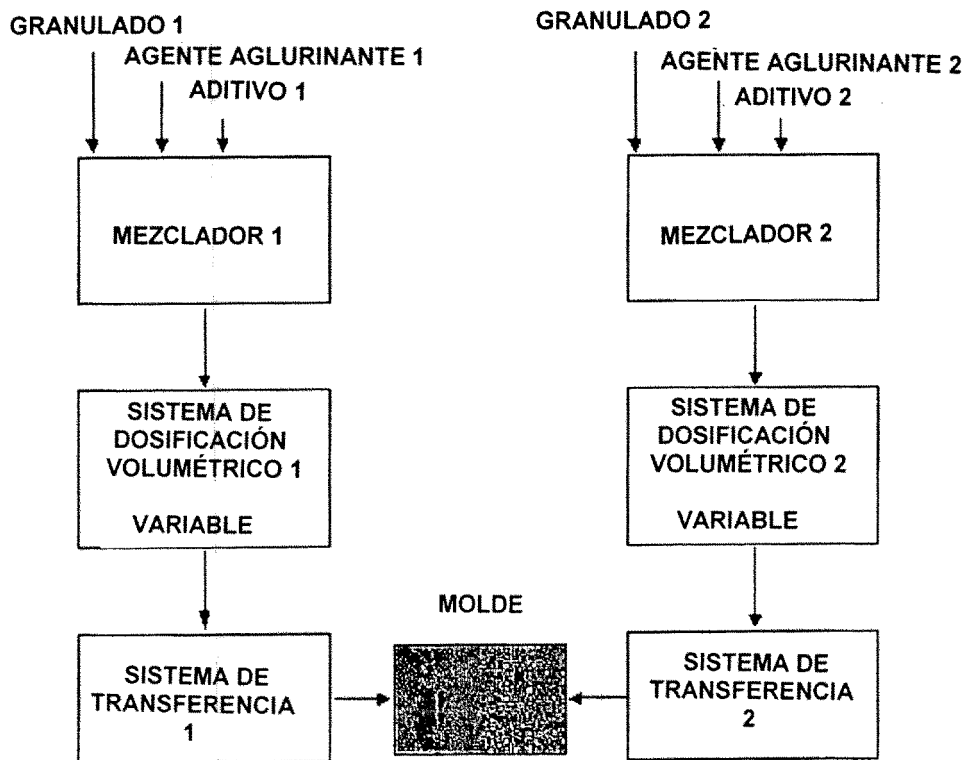 GRANULADO 1
AGENTE AGLURINANTE 1
ADITIVO 1
MEZCLADOR 1
SISTEMA DE
DOSIFICACIÓN
VOLUMÉTRICO 1
VARIABLE
SISTEMA DE
TRANSFERENCIA
1
MOLDE
GRANULADO 2
AGENTE AGLURINANTE 2
ADITIVO 2
MEZCLADOR 2
SISTEMA DE
DOSIFICACIÓN
VOLUMÉTRICO 2
VARIABLE
SISTEMA DE
TRANSFERENCIA
2